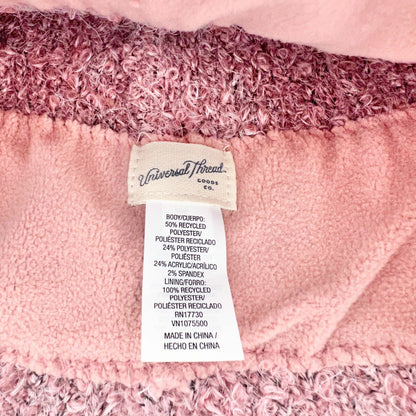 Universal Thread
GOODS
CO.
BODY/CUERPO:
50% RECYCLED
POLYESTER/
POLIÉSTER RECICLADO
24% POLYESTER/
POLIÉSTER
24% ACRYLIC/ACRÍLICO
2% SPANDEX
LINING/FORRO:
100% RECYCLED
POLYESTER/
POLIÉSTER RECICLADO
RN17730
VN1075500
MADE IN CHINA /
HECHO EN CHINA